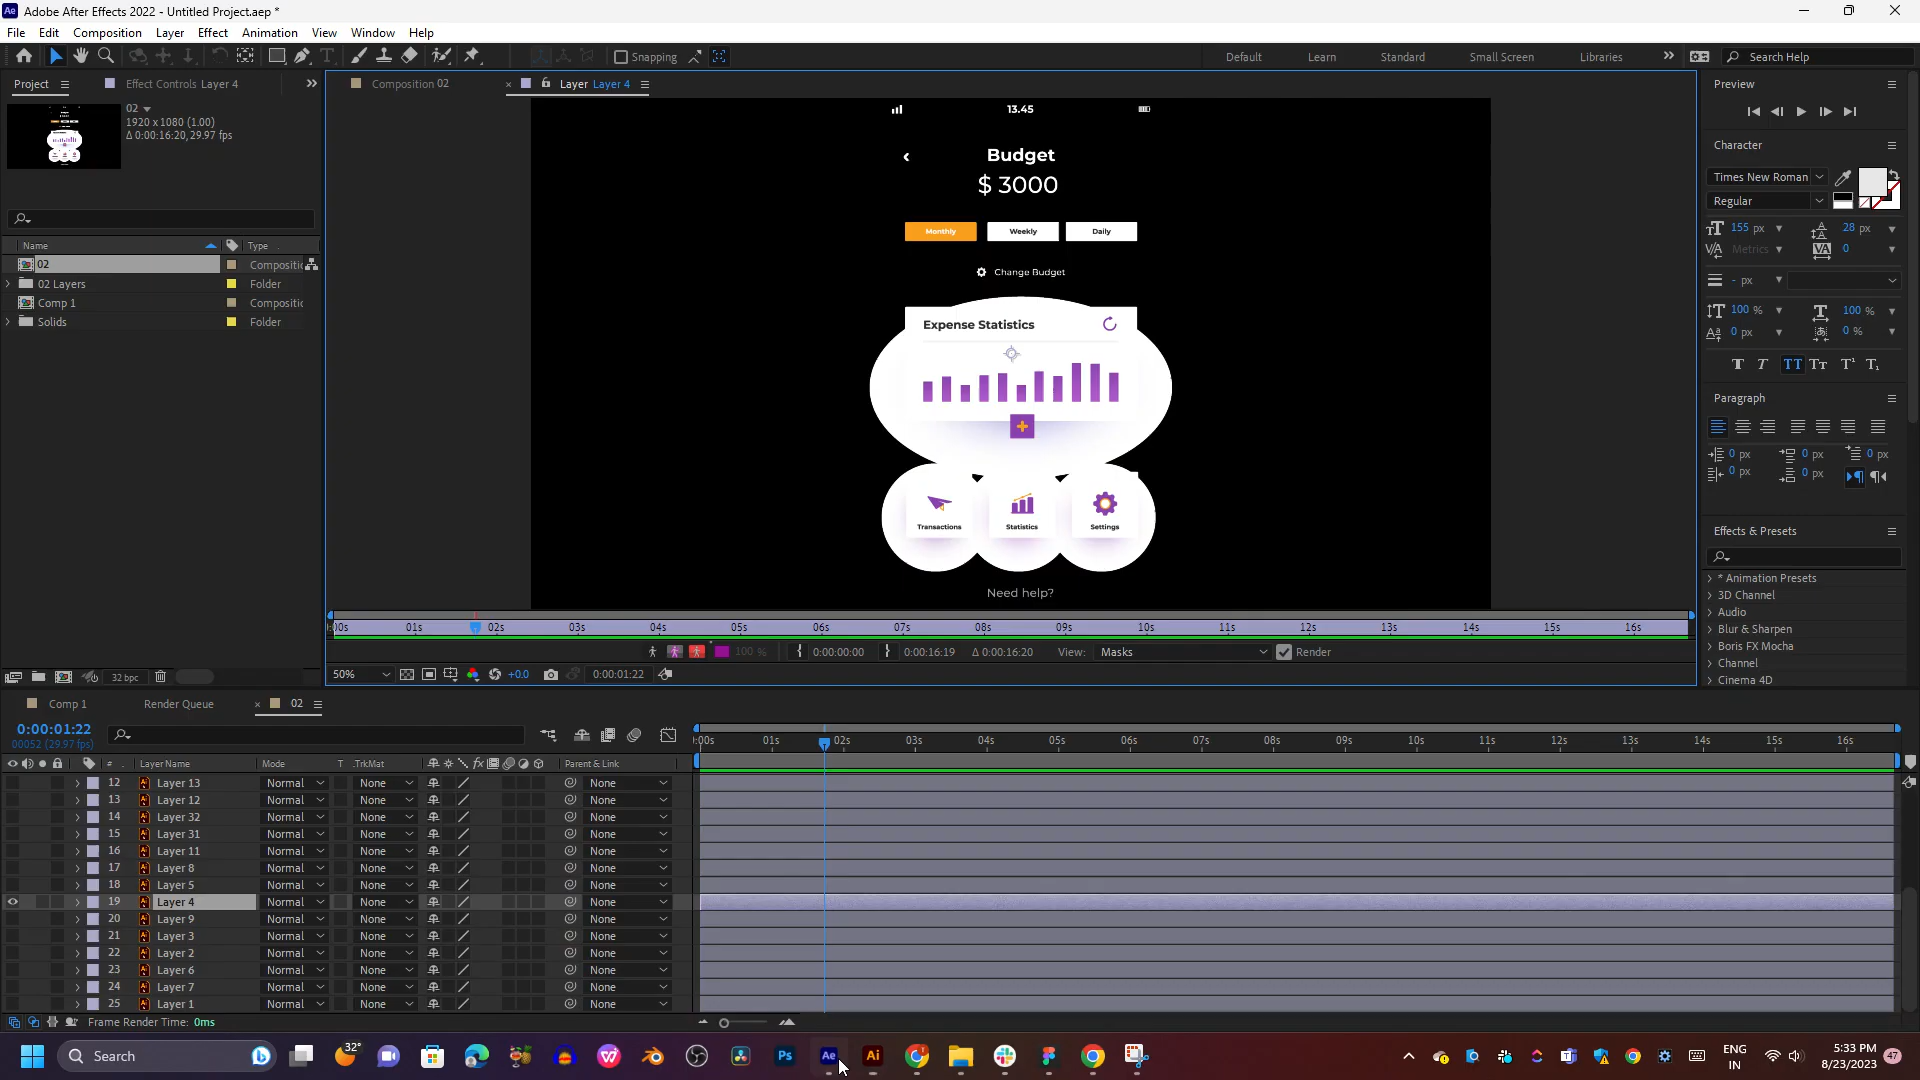 Adobe After Effects 2022 - Untitled Project.aep *
File Edit Composition Layer Effect Animation View Window Help
Snapping
Default Learn Standard Small Screen Libraries
Search Help
Project
Effect Controls Layer 4
Composition 02
Layer Layer 4
Preview
02
1920 x 1080 (1.00)
Δ 0:00:16:20, 29.97 fps
Name Type
02 Compositic
02 Layers Folder
Comp 1 Compositic
Solids Folder
32 bpc
13.45
Budget
$ 3000
Monthly Weekly Daily
Change Budget
Expense Statistics
Transactions Statistics Settings
Need help?
:00s 01s 02s 03s 04s 05s 06s 07s 08s 09s 10s 11s 12s 13s 14s 15s 16s
100 % 0:00:00:00 0:00:16:19 Δ 0:00:16:20 View: Masks Render
50% +0.0 0:00:01:22
Character
Times New Roman
Regular
155 px 28 px
Metrics 0
- px
100 % 100 %
0 px 0 %
Paragraph
0 px 0 px 0 px
0 px 0 px
Effects & Presets
* Animation Presets
3D Channel
Audio
Blur & Sharpen
Boris FX Mocha
Channel
Cinema 4D
Comp 1 Render Queue 02
0:00:01:22
00052 (29.97 fps)
:00s 01s 02s 03s 04s 05s 06s 07s 08s 09s 10s 11s 12s 13s 14s 15s 16s
# Layer Name Mode T .TrkMat Parent & Link
12 Layer 13 Normal None None
13 Layer 12 Normal None None
14 Layer 32 Normal None None
15 Layer 31 Normal None None
16 Layer 11 Normal None None
17 Layer 8 Normal None None
18 Layer 5 Normal None None
19 Layer 4 Normal None None
20 Layer 9 Normal None None
21 Layer 3 Normal None None
22 Layer 2 Normal None None
23 Layer 6 Normal None None
24 Layer 7 Normal None None
25 Layer 1 Normal None None
Frame Render Time: 0ms
Search
32°
Ps Ae Ai
ENG
IN
5:33 PM
8/23/2023
47